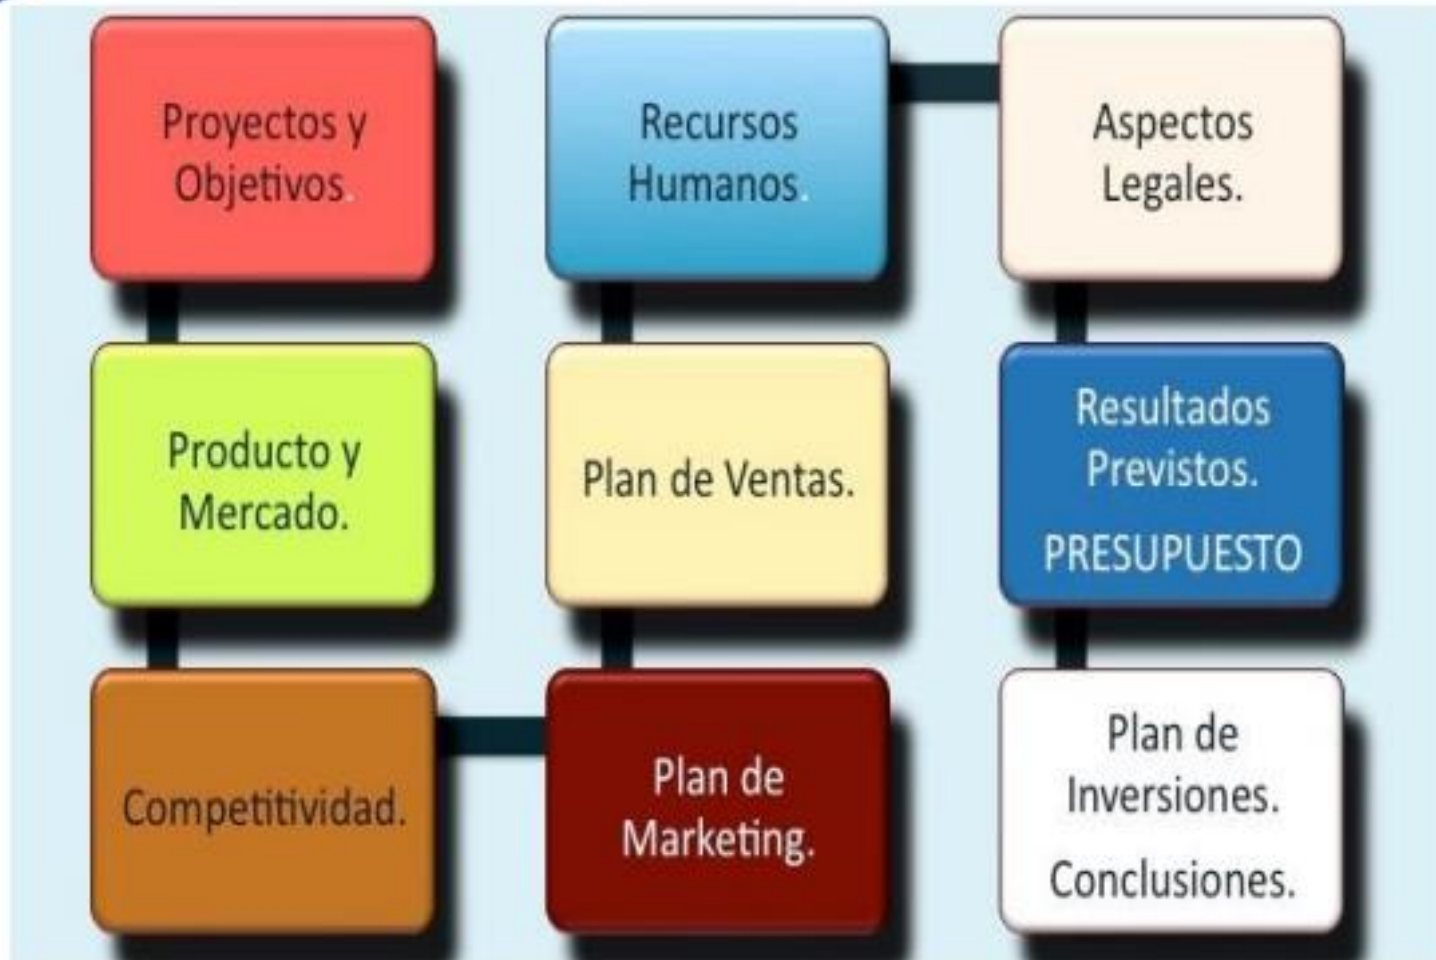 Proyectos y
Objetivos.
Producto y
Mercado.
Competitividad.
Plan de
Marketing.
Plan de Ventas.
Recursos
Humanos.
Aspectos
Legales.
Resultados
Previstos.
PRESUPUESTO
Plan de
Inversiones.
Conclusiones.